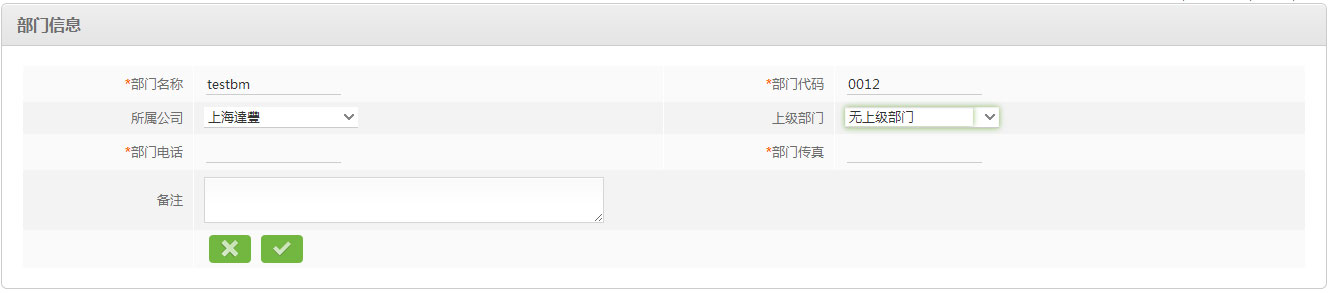 部门信息
*部门名称 testbm *部门代码 0012
所属公司 上海達豐 上级部门 无上级部门
*部门电话 *部门传真
备注